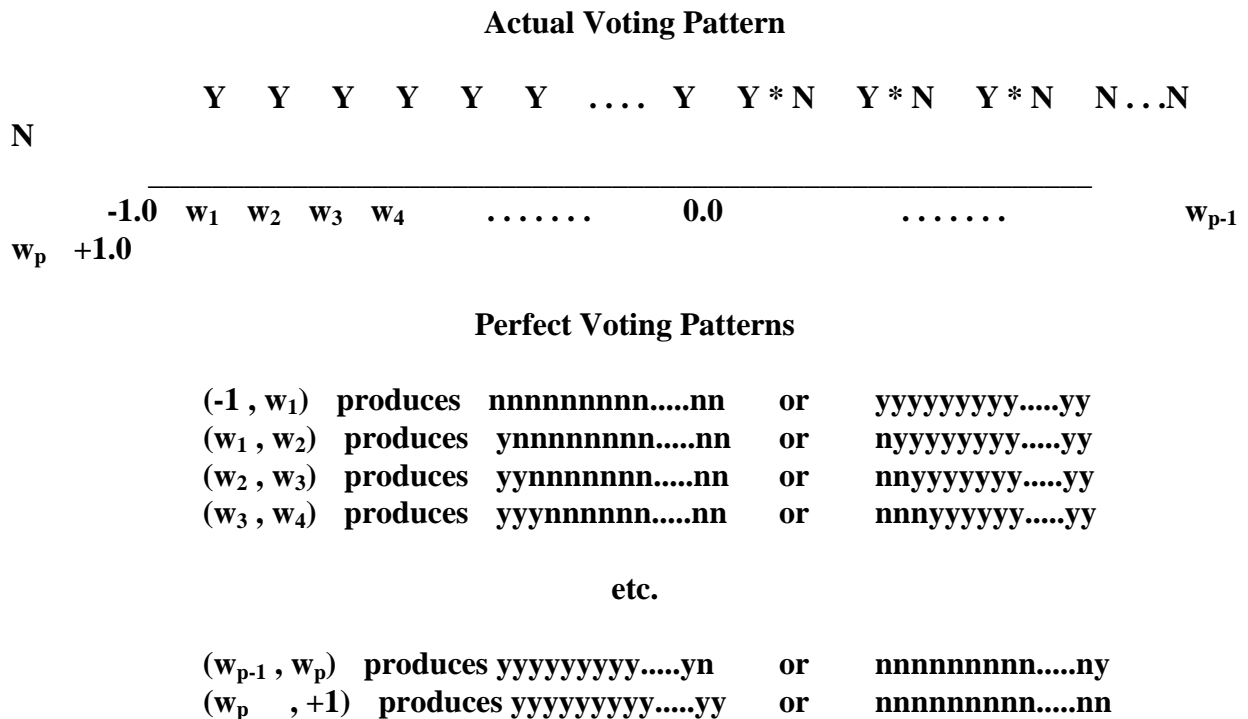 Actual Voting Pattern
Y Y Y Y Y Y .... Y Y * N Y * N Y * N N...N
N
-1.0 w₁ w₂ w₃ w₄ ....... 0.0 ....... wₚ₋₁
wₚ +1.0
Perfect Voting Patterns
(-1 , w₁) produces nnnnnnnnn.....nn or yyyyyyyyy.....yy
(w₁ , w₂) produces ynnnnnnnn.....nn or nyyyyyyyy.....yy
(w₂ , w₃) produces yynnnnnnn.....nn or nnyyyyyyy.....yy
(w₃ , w₄) produces yyynnnnnn.....nn or nnnyyyyyy.....yy
etc.
(wₚ₋₁ , wₚ) produces yyyyyyyyy.....yn or nnnnnnnnn.....ny
(wₚ , +1) produces yyyyyyyyy.....yy or nnnnnnnnn.....nn